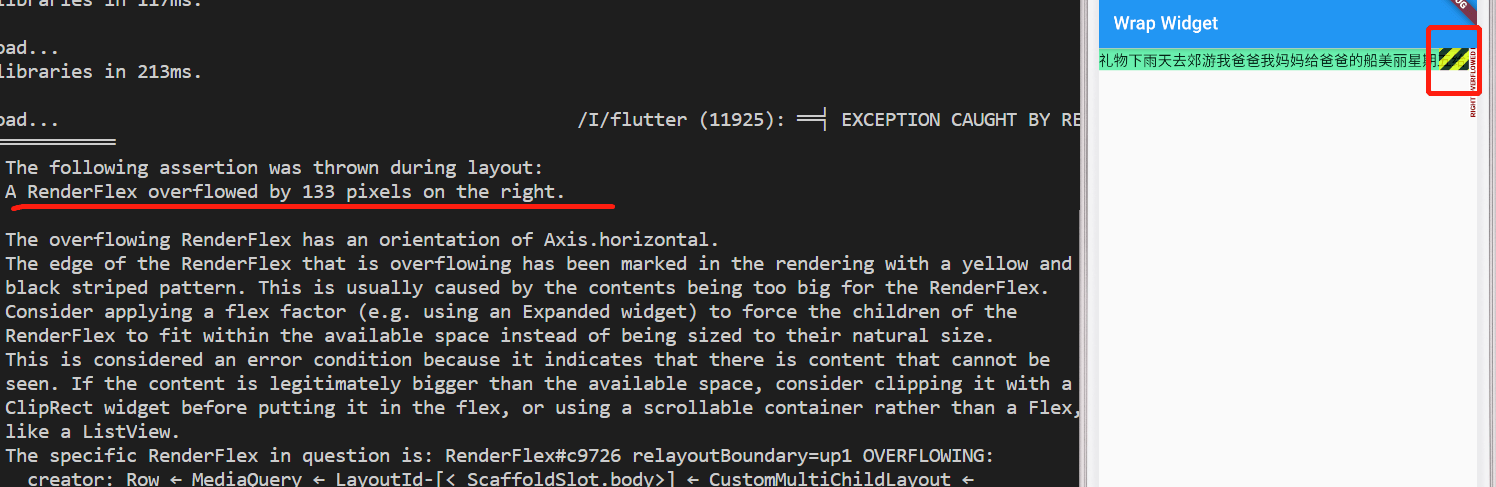 libraries in 117ms.
oad...
libraries in 213ms.
oad... /I/flutter (11925): ══╡ EXCEPTION CAUGHT BY RE
The following assertion was thrown during layout:
A RenderFlex overflowed by 133 pixels on the right.
The overflowing RenderFlex has an orientation of Axis.horizontal.
The edge of the RenderFlex that is overflowing has been marked in the rendering with a yellow and
black striped pattern. This is usually caused by the contents being too big for the RenderFlex.
Consider applying a flex factor (e.g. using an Expanded widget) to force the children of the
RenderFlex to fit within the available space instead of being sized to their natural size.
This is considered an error condition because it indicates that there is content that cannot be
seen. If the content is legitimately bigger than the available space, consider clipping it with a
ClipRect widget before putting it in the flex, or using a scrollable container rather than a Flex,
like a ListView.
The specific RenderFlex in question is: RenderFlex#c9726 relayoutBoundary=up1 OVERFLOWING:
creator: Row ← MediaQuery ← LayoutId-[<_ScaffoldSlot.body>] ← CustomMultiChildLayout ←
Wrap Widget
礼物下雨天去郊游我爸爸我妈妈给爸爸的船美丽星期
RIGHT OVERFLOWED